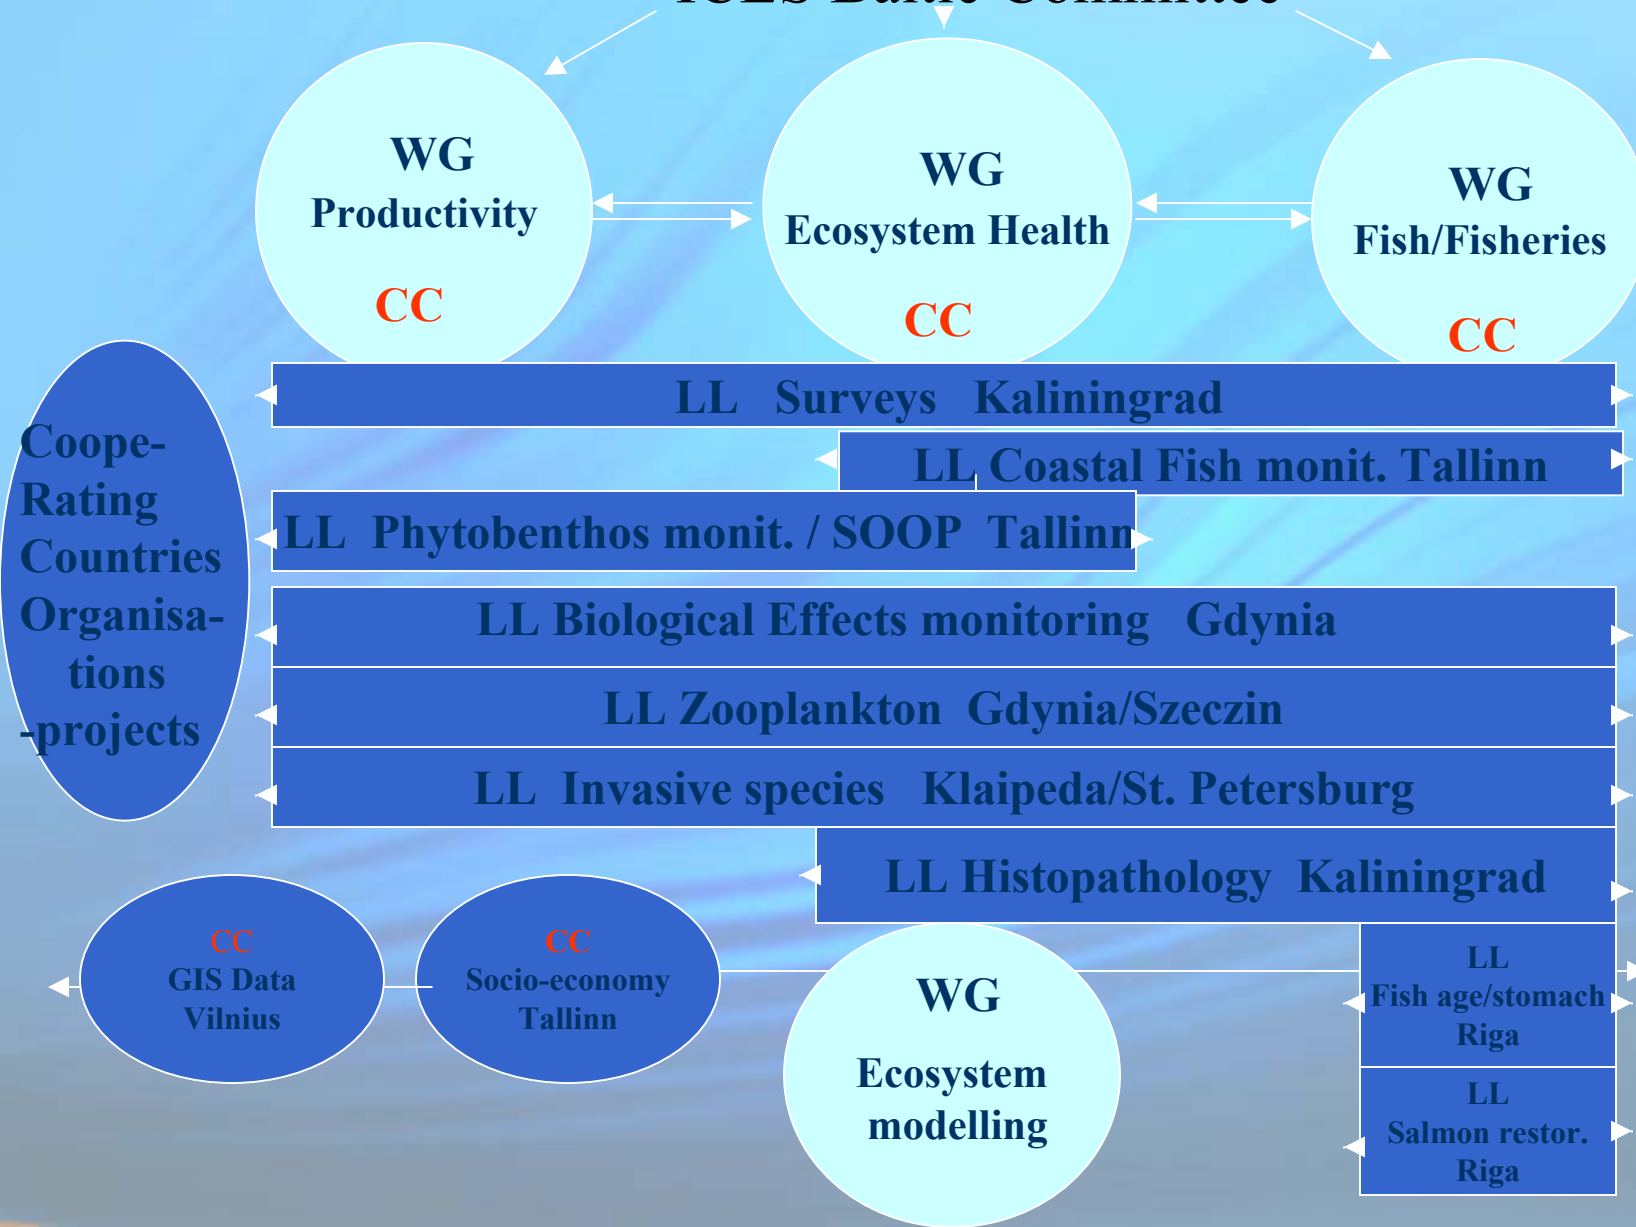 ICES Baltic Committee
WG
Productivity
CC
WG
Ecosystem Health
CC
WG
Fish/Fisheries
CC
Coope-
Rating
Countries
Organisa-
tions
-projects
LL Surveys Kaliningrad
LL Coastal Fish monit. Tallinn
LL Phytobenthos monit. / SOOP Tallinn
LL Biological Effects monitoring Gdynia
LL Zooplankton Gdynia/Szeczin
LL Invasive species Klaipeda/St. Petersburg
LL Histopathology Kaliningrad
CC
GIS Data
Vilnius
CC
Socio-economy
Tallinn
WG
Ecosystem
modelling
LL
Fish age/stomach
Riga
LL
Salmon restor.
Riga